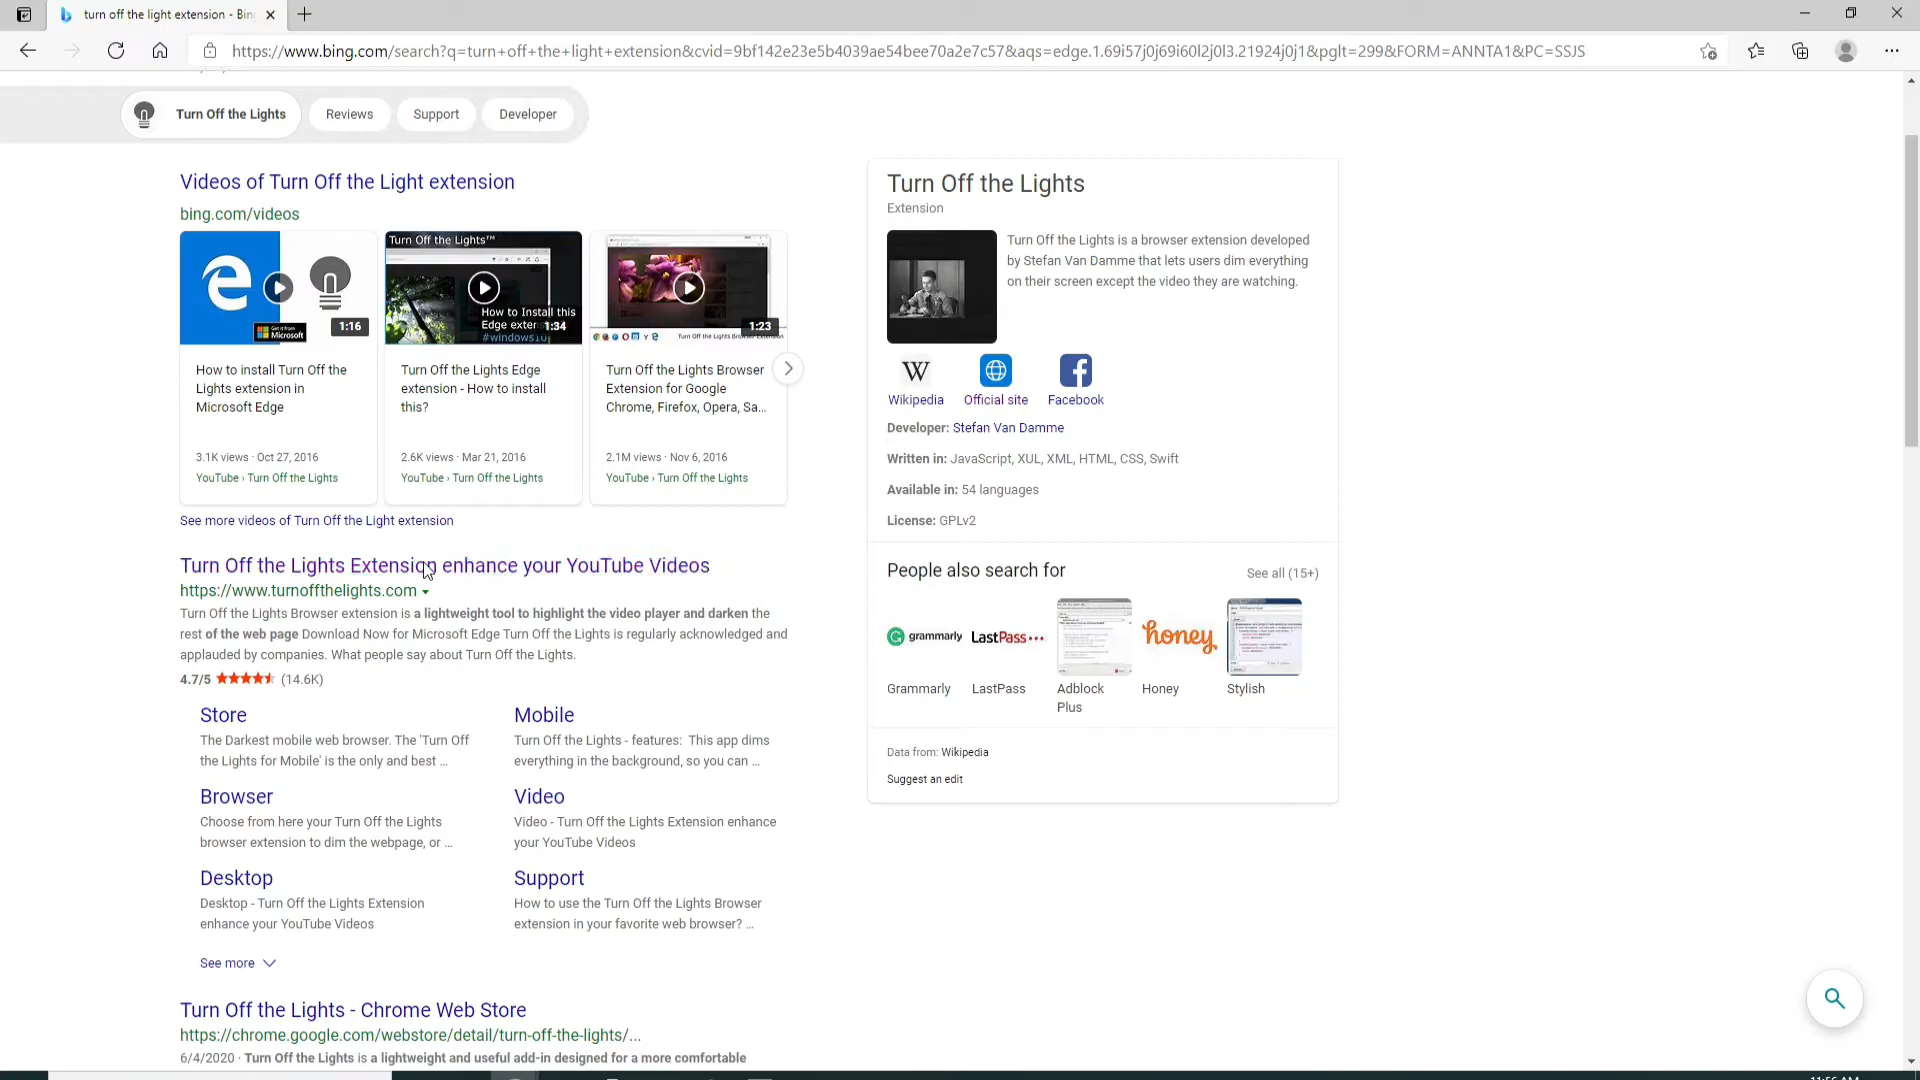 turn off the light extension - Bin
https://www.bing.com/search?q=turn+off+the+light+extension&cvid=9bf142e23e5b4039ae54bee70a2e7c57&aqs=edge.1.69i57j0j69i60l2j0l3.21924j0j1&pglt=299&FORM=ANNTA1&PC=SSJS
Turn Off the Lights
Reviews
Support
Developer
Videos of Turn Off the Light extension
bing.com/videos
Get it from
Microsoft
1:16
Turn Off the Lights™
How to Install this
Edge exten
1:34
#windows10
1:23
Turn Off the Lights Browser Extension
How to install Turn Off the
Lights extension in
Microsoft Edge
3.1K views · Oct 27, 2016
YouTube › Turn Off the Lights
Turn Off the Lights Edge
extension - How to install
this?
2.6K views · Mar 21, 2016
YouTube › Turn Off the Lights
Turn Off the Lights Browser
Extension for Google
Chrome, Firefox, Opera, Sa...
2.1M views · Nov 6, 2016
YouTube › Turn Off the Lights
See more videos of Turn Off the Light extension
Turn Off the Lights Extension enhance your YouTube Videos
https://www.turnoffthelights.com
Turn Off the Lights Browser extension is a lightweight tool to highlight the video player and darken the
rest of the web page Download Now for Microsoft Edge Turn Off the Lights is regularly acknowledged and
applauded by companies. What people say about Turn Off the Lights.
4.7/5 (14.6K)
Store
The Darkest mobile web browser. The 'Turn Off
the Lights for Mobile' is the only and best ...
Mobile
Turn Off the Lights - features: This app dims
everything in the background, so you can ...
Browser
Choose from here your Turn Off the Lights
browser extension to dim the webpage, or ...
Video
Video - Turn Off the Lights Extension enhance
your YouTube Videos
Desktop
Desktop - Turn Off the Lights Extension
enhance your YouTube Videos
Support
How to use the Turn Off the Lights Browser
extension in your favorite web browser? ...
See more
Turn Off the Lights - Chrome Web Store
https://chrome.google.com/webstore/detail/turn-off-the-lights/...
6/4/2020 · Turn Off the Lights is a lightweight and useful add-in designed for a more comfortable
Turn Off the Lights
Extension
Turn Off the Lights is a browser extension developed
by Stefan Van Damme that lets users dim everything
on their screen except the video they are watching.
Wikipedia
Official site
Facebook
Developer: Stefan Van Damme
Written in: JavaScript, XUL, XML, HTML, CSS, Swift
Available in: 54 languages
License: GPLv2
People also search for
See all (15+)
grammarly
LastPass•••
honey
Grammarly
LastPass
Adblock
Plus
Honey
Stylish
Data from: Wikipedia
Suggest an edit